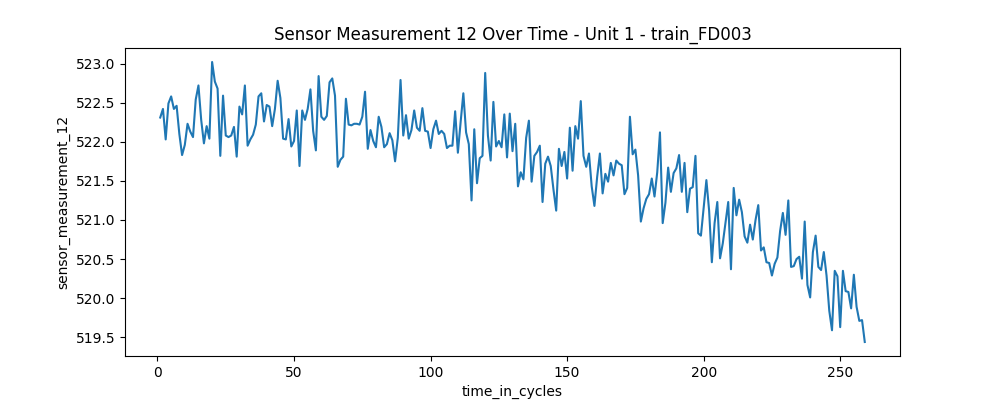 Sensor Measurement 12 Over Time - Unit 1 - train_FD003
sensor_measurement_12
523.0
522.5
522.0
521.5
521.0
520.5
520.0
519.5
0 50 100 150 200 250
time_in_cycles